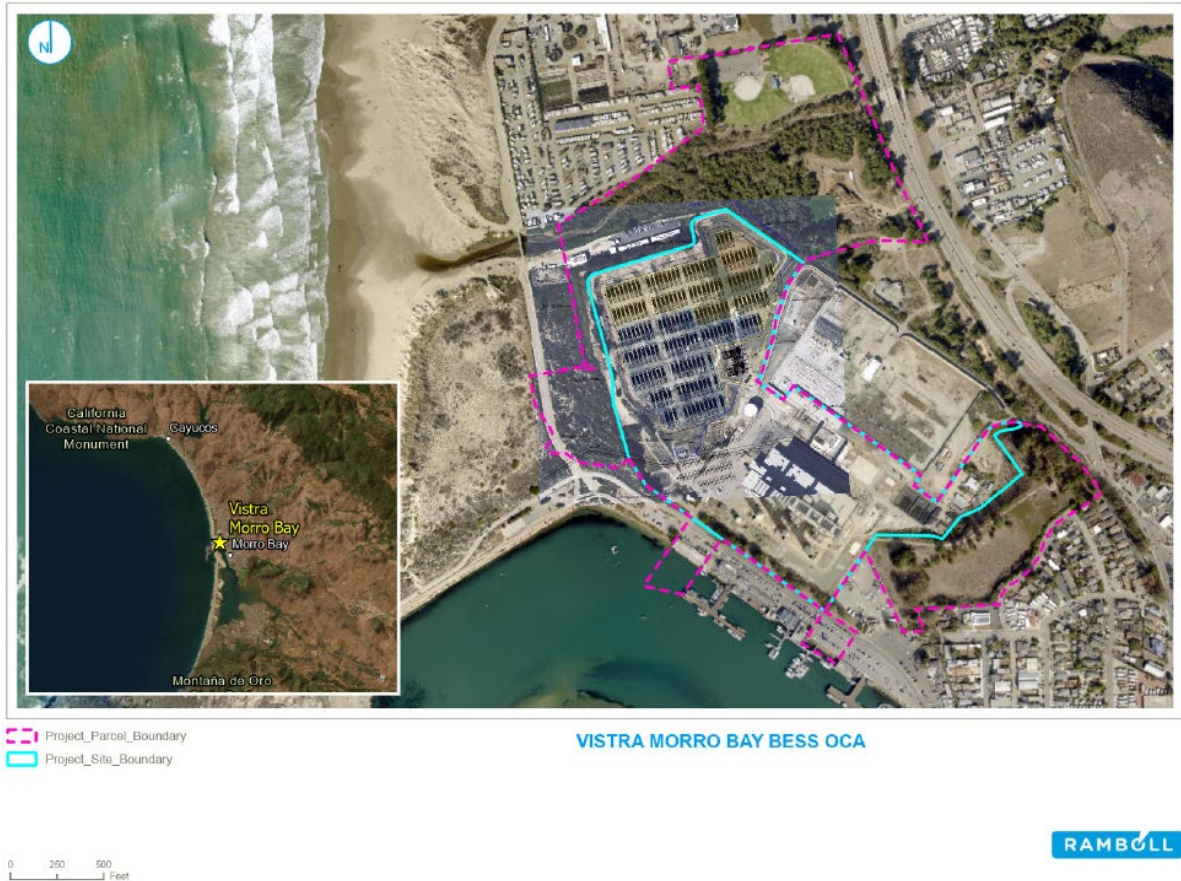 N
California
Coastal National
Monument
Cayucos
Vistra
Morro Bay
Morro Bay
Montaña de Oro
Project_Parcel_Boundary
Project_Site_Boundary
VISTRA MORRO BAY BESS OCA
RAMBOLL
0 250 500
Feet